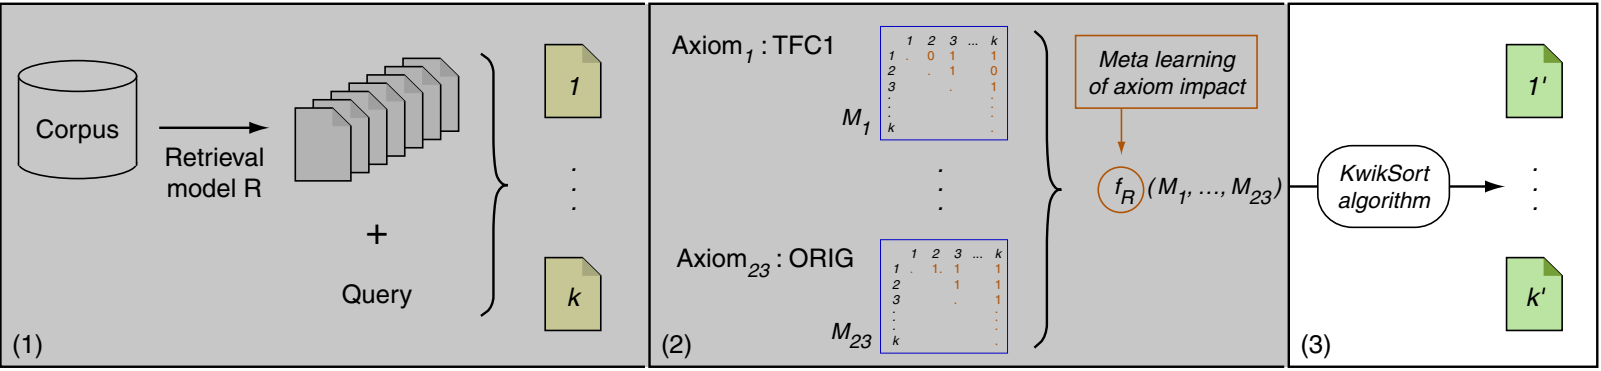 Corpus
Retrieval
model R
+
Query
1
.
.
.
k
(1)
Axiom1 : TFC1
1 2 3 ... k
1 . 0 1 1
2 . 1 0
3 . 1
.
.
.
k .
M1
.
.
.
Axiom23 : ORIG
1 2 3 ... k
1 . 1. 1 1
2 1 1
3 . 1
.
.
.
k .
M23
Meta learning
of axiom impact
fR (M1, ..., M23)
(2)
KwikSort
algorithm
1'
.
.
.
k'
(3)